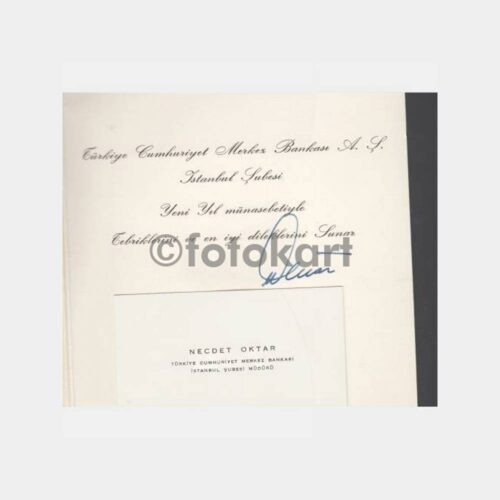 Türkiye Cumhuriyet Merkez Bankası A. Ş.
İstanbul Şubesi
Yeni Yıl münasebetiyle
Tebriklerini ve en iyi dileklerini Sunar
©fotokart
NECDET OKTAR
TÜRKİYE CUMHURİYET MERKEZ BANKASI
İSTANBUL ŞUBESİ MÜDÜRÜ